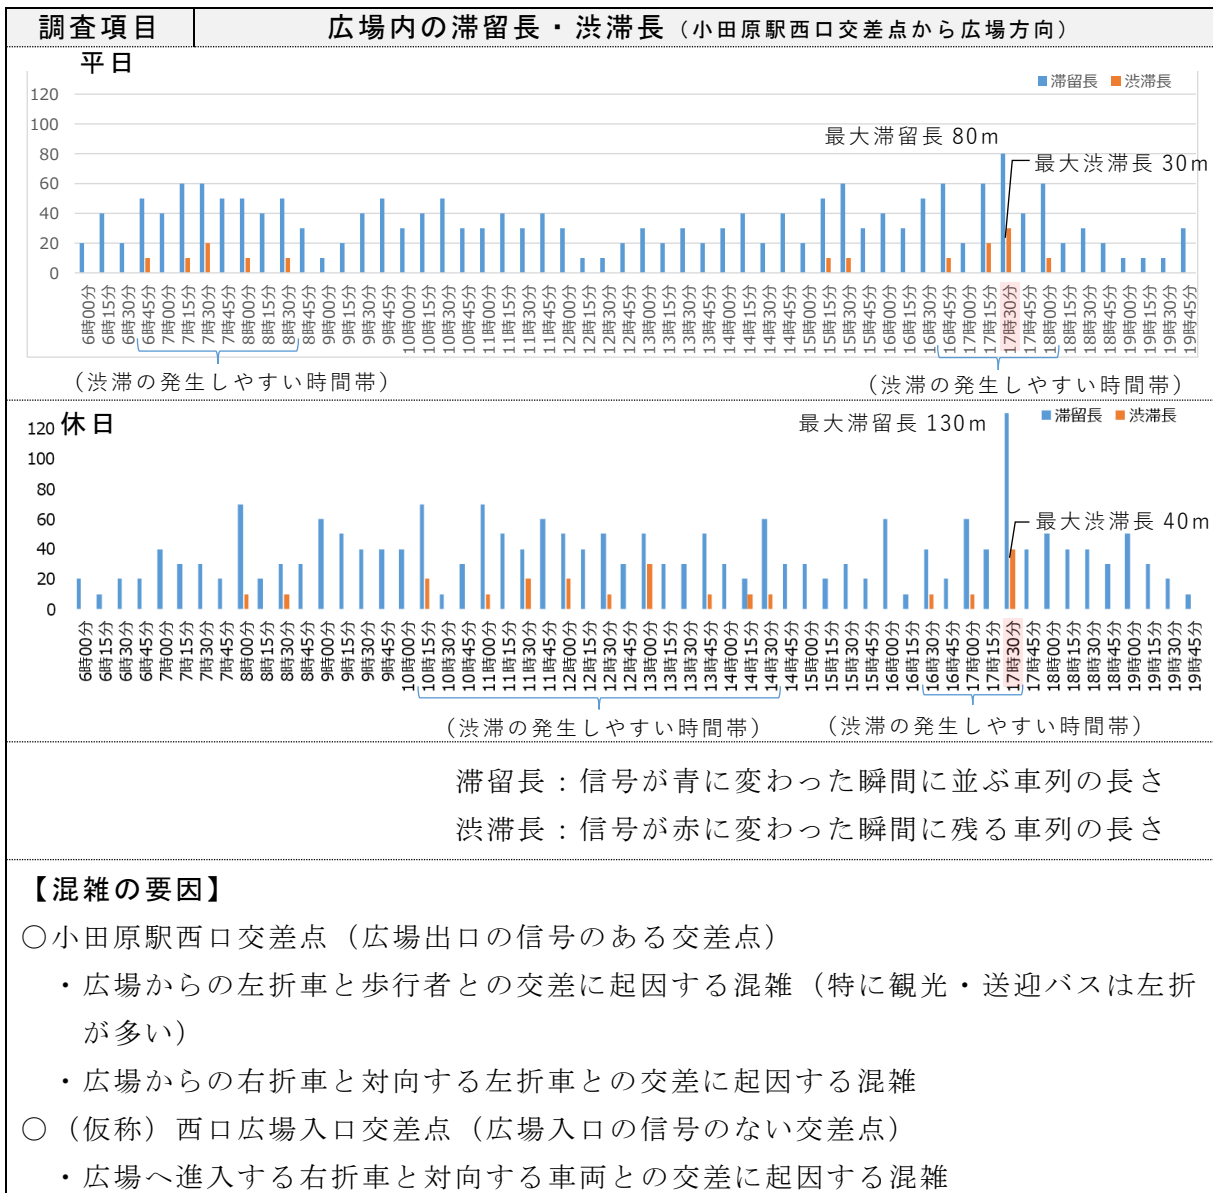 調査項目
広場内の滞留長・渋滞長（小田原駅西口交差点から広場方向）
平日
滞留長 渋滞長
120
100
80
60
40
20
0
最大滞留長 80m
最大渋滞長 30m
6時00分
6時15分
6時30分
6時45分
7時00分
7時15分
7時30分
7時45分
8時00分
8時15分
8時30分
8時45分
9時00分
9時15分
9時30分
9時45分
10時00分
10時15分
10時30分
10時45分
11時00分
11時15分
11時30分
11時45分
12時00分
12時15分
12時30分
12時45分
13時00分
13時15分
13時30分
13時45分
14時00分
14時15分
14時30分
14時45分
15時00分
15時15分
15時30分
15時45分
16時00分
16時15分
16時30分
16時45分
17時00分
17時15分
17時30分
17時45分
18時00分
18時15分
18時30分
18時45分
19時00分
19時15分
19時30分
19時45分
（渋滞の発生しやすい時間帯）
（渋滞の発生しやすい時間帯）
休日
滞留長 渋滞長
120
100
80
60
40
20
0
最大滞留長 130m
最大渋滞長 40m
6時00分
6時15分
6時30分
6時45分
7時00分
7時15分
7時30分
7時45分
8時00分
8時15分
8時30分
8時45分
9時00分
9時15分
9時30分
9時45分
10時00分
10時15分
10時30分
10時45分
11時00分
11時15分
11時30分
11時45分
12時00分
12時15分
12時30分
12時45分
13時00分
13時15分
13時30分
13時45分
14時00分
14時15分
14時30分
14時45分
15時00分
15時15分
15時30分
15時45分
16時00分
16時15分
16時30分
16時45分
17時00分
17時15分
17時30分
17時45分
18時00分
18時15分
18時30分
18時45分
19時00分
19時15分
19時30分
19時45分
（渋滞の発生しやすい時間帯）
（渋滞の発生しやすい時間帯）
滞留長：信号が青に変わった瞬間に並ぶ車列の長さ
渋滞長：信号が赤に変わった瞬間に残る車列の長さ
【混雑の要因】
○小田原駅西口交差点（広場出口の信号のある交差点）
・広場からの左折車と歩行者との交差に起因する混雑（特に観光・送迎バスは左折
が多い）
・広場からの右折車と対向する左折車との交差に起因する混雑
○（仮称）西口広場入口交差点（広場入口の信号のない交差点）
・広場へ進入する右折車と対向する車両との交差に起因する混雑